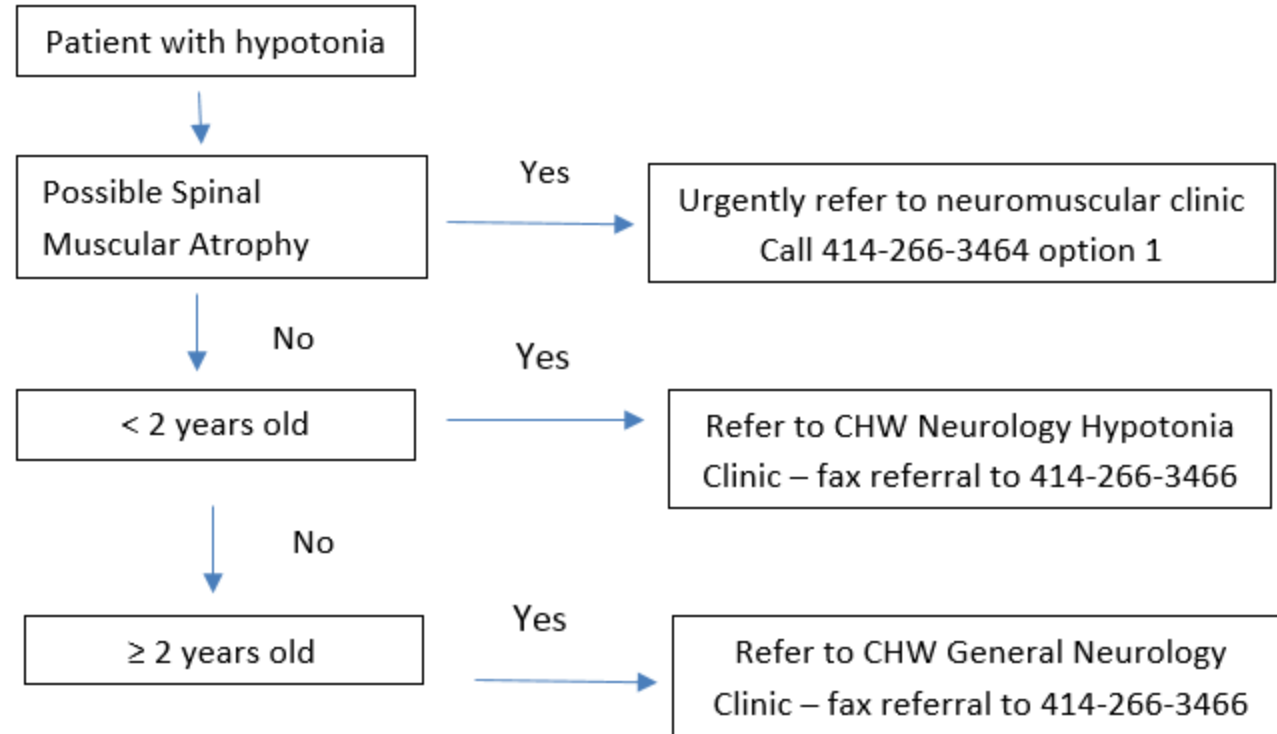 Patient with hypotonia
Possible Spinal
Muscular Atrophy
Yes
Urgently refer to neuromuscular clinic
Call 414-266-3464 option 1
No
Yes
< 2 years old
Refer to CHW Neurology Hypotonia
Clinic – fax referral to 414-266-3466
No
Yes
≥ 2 years old
Refer to CHW General Neurology
Clinic – fax referral to 414-266-3466